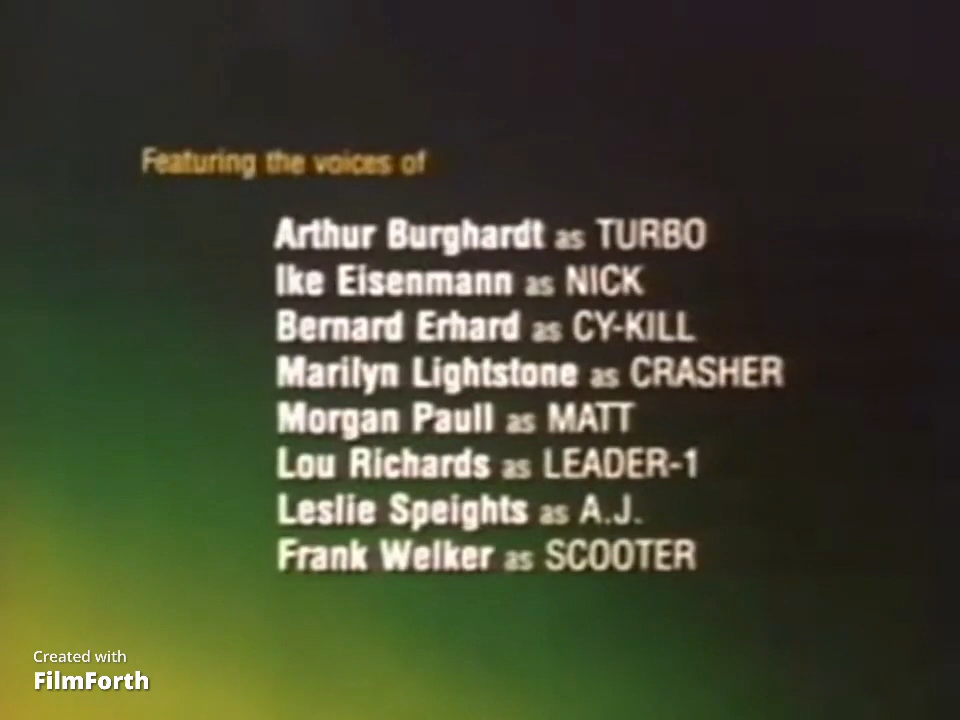 Featuring the voices of
Arthur Burghardt as TURBO
Ike Eisenmann as NICK
Bernard Erhard as CY-KILL
Marilyn Lightstone as CRASHER
Morgan Paull as MATT
Lou Richards as LEADER-1
Leslie Speights as A.J.
Frank Welker as SCOOTER
Created with
FilmForth